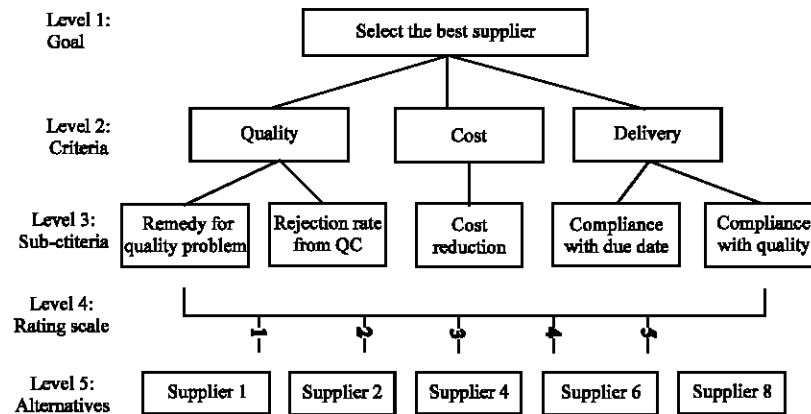 Level 1:
Goal
Select the best supplier
Level 2:
Criteria
Quality
Cost
Delivery
Level 3:
Sub-ctiteria
Remedy for
quality problem
Rejection rate
from QC
Cost
reduction
Compliance
with due date
Compliance
with quality
Level 4:
Rating scale
1
2
3
4
5
Level 5:
Alternatives
Supplier 1
Supplier 2
Supplier 4
Supplier 6
Supplier 8